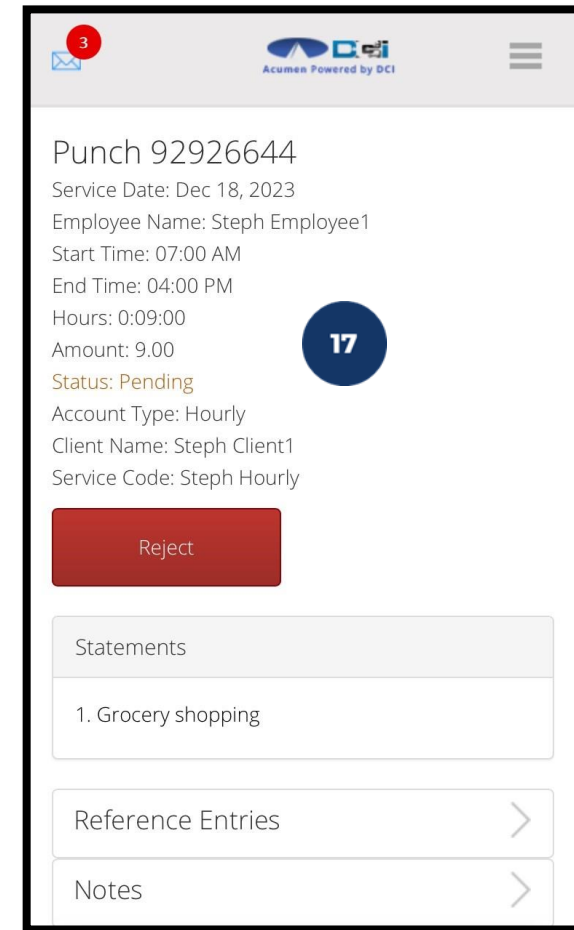 3
DCi
Acumen Powered by DCI
Punch 92926644
Service Date: Dec 18, 2023
Employee Name: Steph Employee1
Start Time: 07:00 AM
End Time: 04:00 PM
Hours: 0:09:00
17
Amount: 9.00
Status: Pending
Account Type: Hourly
Client Name: Steph Client1
Service Code: Steph Hourly
Reject
Statements
1. Grocery shopping
Reference Entries
Notes